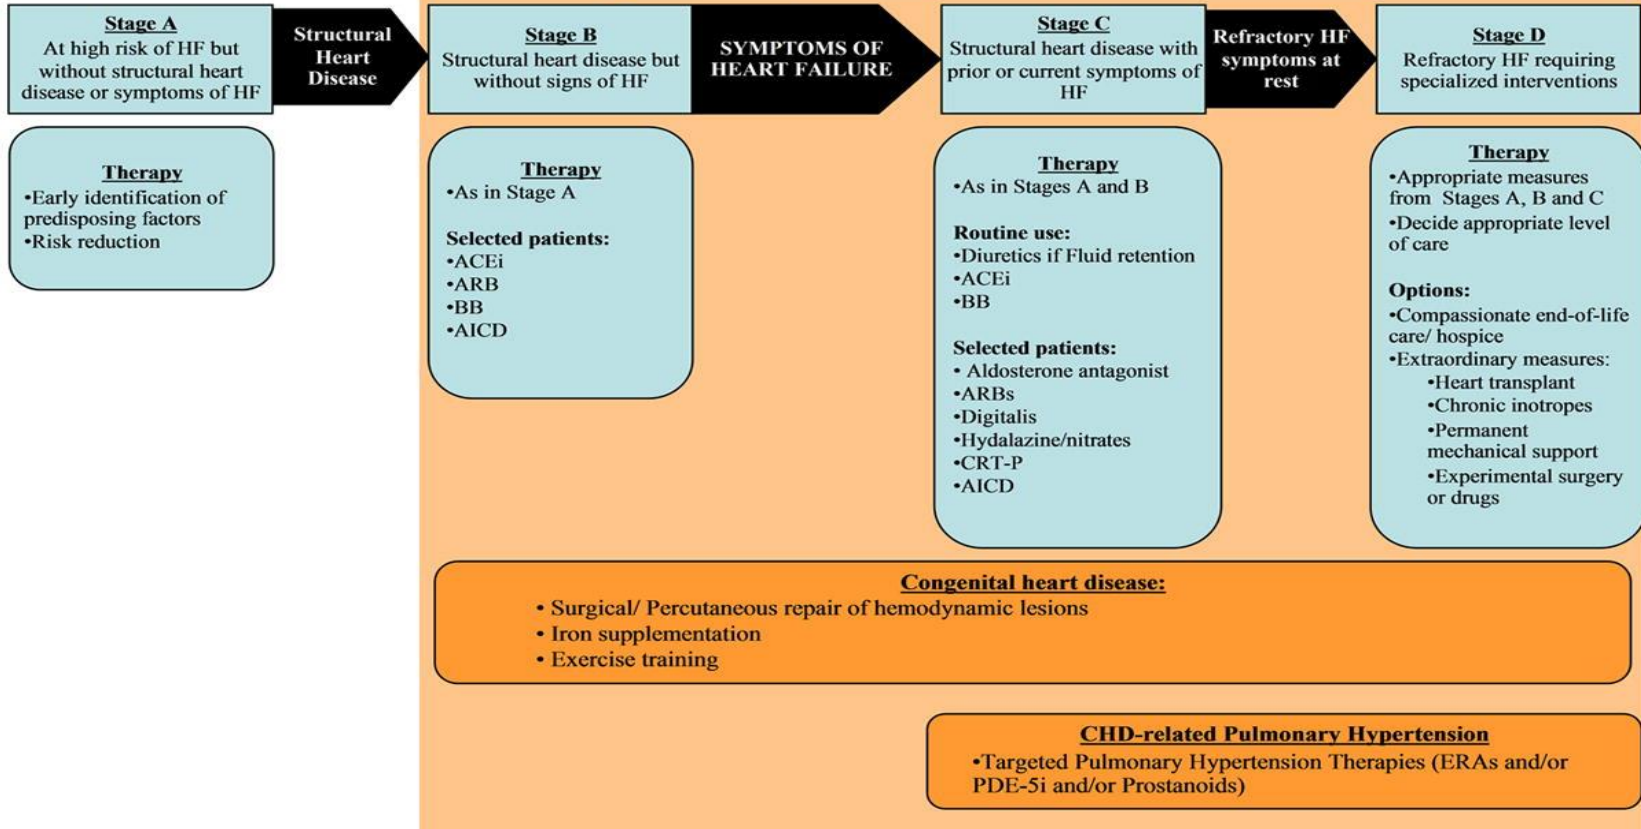 Stage A
At high risk of HF but
without structural heart
disease or symptoms of HF
Structural
Heart
Disease
Stage B
Structural heart disease but
without signs of HF
SYMPTOMS OF
HEART FAILURE
Stage C
Structural heart disease with
prior or current symptoms of
HF
Refractory HF
symptoms at
rest
Stage D
Refractory HF requiring
specialized interventions
Therapy
•Early identification of
predisposing factors
•Risk reduction
Therapy
•As in Stage A
Selected patients:
•ACEi
•ARB
•BB
•AICD
Therapy
•As in Stages A and B
Routine use:
•Diuretics if Fluid retention
•ACEi
•BB
Selected patients:
• Aldosterone antagonist
•ARBs
•Digitalis
•Hydalazine/nitrates
•CRT-P
•AICD
Therapy
•Appropriate measures
from Stages A, B and C
•Decide appropriate level
of care
Options:
•Compassionate end-of-life
care/ hospice
•Extraordinary measures:
•Heart transplant
•Chronic inotropes
•Permanent
mechanical support
•Experimental surgery
or drugs
Congenital heart disease:
• Surgical/ Percutaneous repair of hemodynamic lesions
• Iron supplementation
• Exercise training
CHD-related Pulmonary Hypertension
•Targeted Pulmonary Hypertension Therapies (ERAs and/or
PDE-5i and/or Prostanoids)